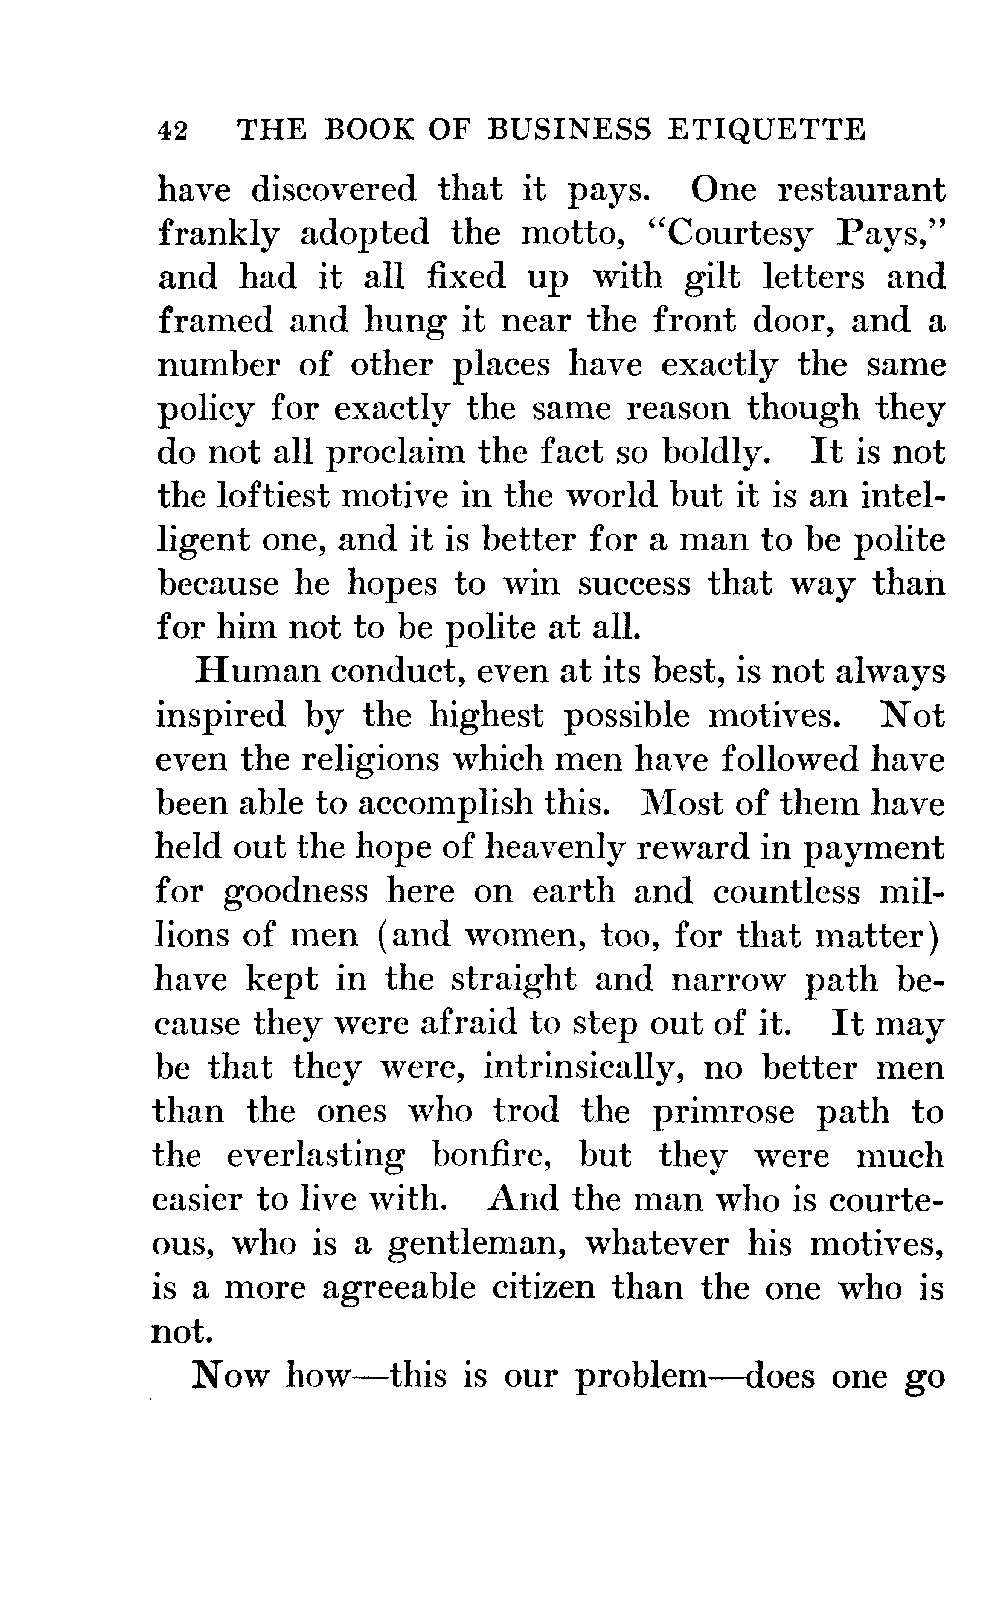 42 THE BOOK OF BUSINESS ETIQUETTE
have discovered that it pays. One restaurant
frankly adopted the motto, "Courtesy Pays,"
and had it all fixed up with gilt letters and
framed and hung it near the front door, and a
number of other places have exactly the same
policy for exactly the same reason though they
do not all proclaim the fact so boldly. It is not
the loftiest motive in the world but it is an intel-
ligent one, and it is better for a man to be polite
because he hopes to win success that way than
for him not to be polite at all.
Human conduct, even at its best, is not always
inspired by the highest possible motives. Not
even the religions which men have followed have
been able to accomplish this. Most of them have
held out the hope of heavenly reward in payment
for goodness here on earth and countless mil-
lions of men (and women, too, for that matter)
have kept in the straight and narrow path be-
cause they were afraid to step out of it. It may
be that they were, intrinsically, no better men
than the ones who trod the primrose path to
the everlasting bonfire, but they were much
easier to live with. And the man who is courte-
ous, who is a gentleman, whatever his motives,
is a more agreeable citizen than the one who is
not.
Now how—this is our problem—does one go